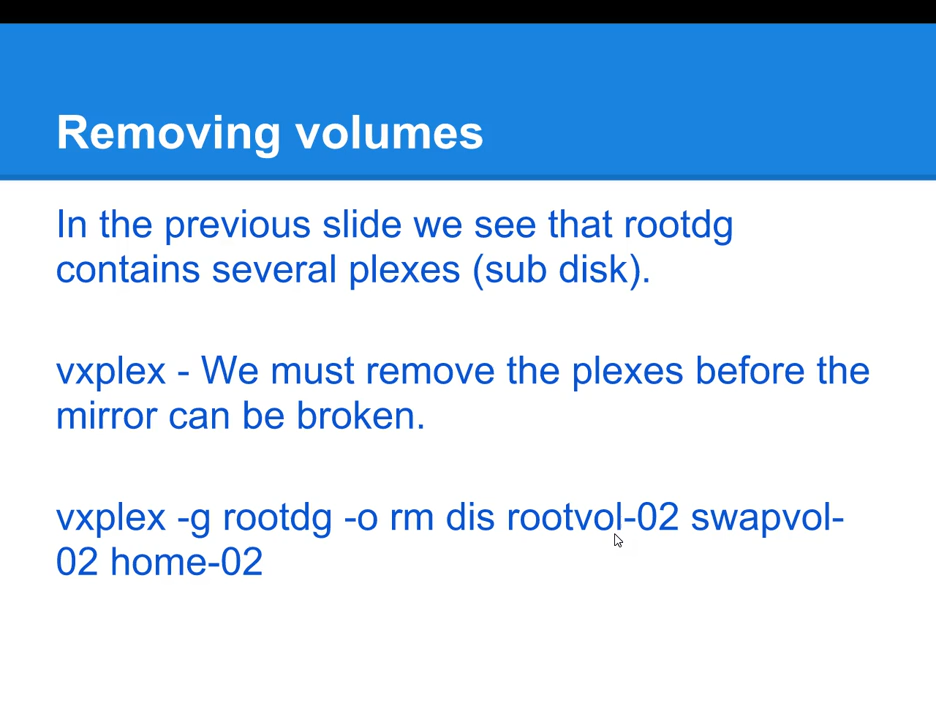 Removing volumes
In the previous slide we see that rootdg
contains several plexes (sub disk).
vxplex - We must remove the plexes before the
mirror can be broken.
vxplex -g rootdg -o rm dis rootvol-02 swapvol-
02 home-02